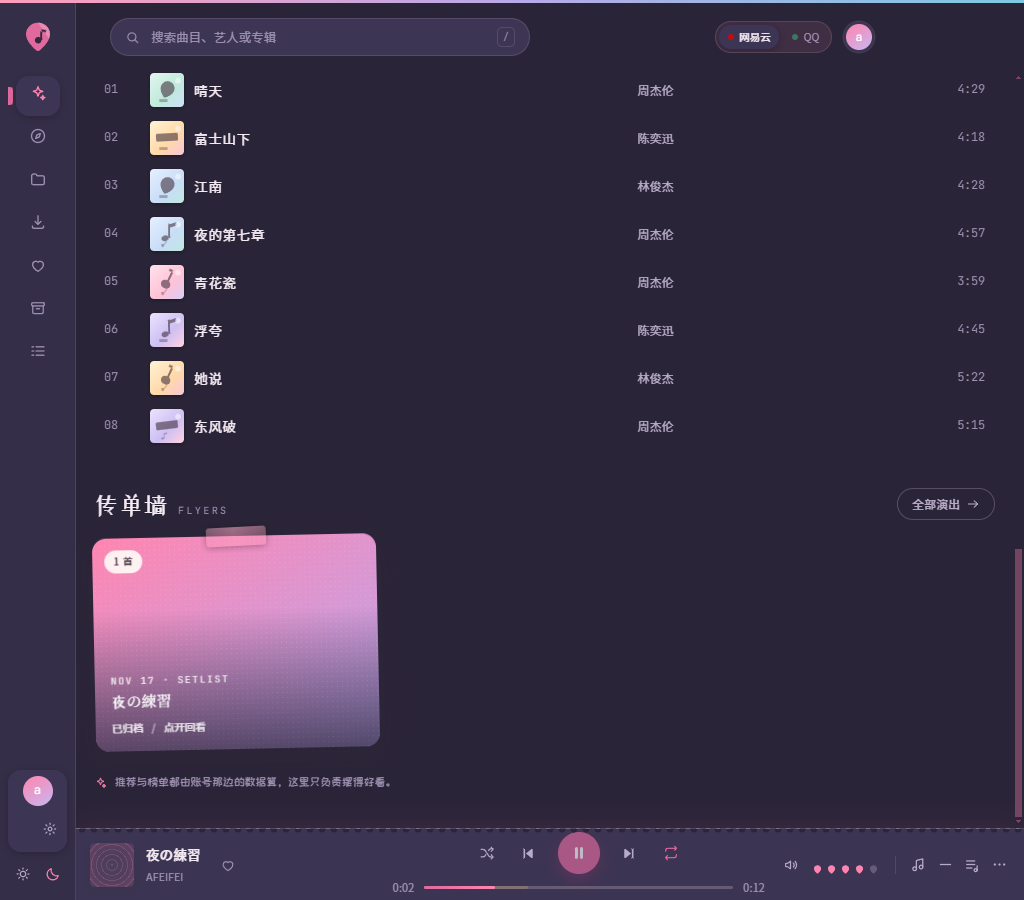 搜索曲目、艺人或专辑 /
网易云 QQ a
01 晴天 周杰伦 4:29
02 富士山下 陈奕迅 4:18
03 江南 林俊杰 4:28
04 夜的第七章 周杰伦 4:57
05 青花瓷 周杰伦 3:59
06 浮夸 陈奕迅 4:45
07 她说 林俊杰 5:22
08 东风破 周杰伦 5:15
传单墙 FLYERS 全部演出 →
1 首
NOV 17 · SETLIST
夜の練習
已归档 / 点开回看
推荐与榜单都由账号那边的数据算，这里只负责摆得好看。
a
夜の練習
AFEIFEI
0:02 0:12